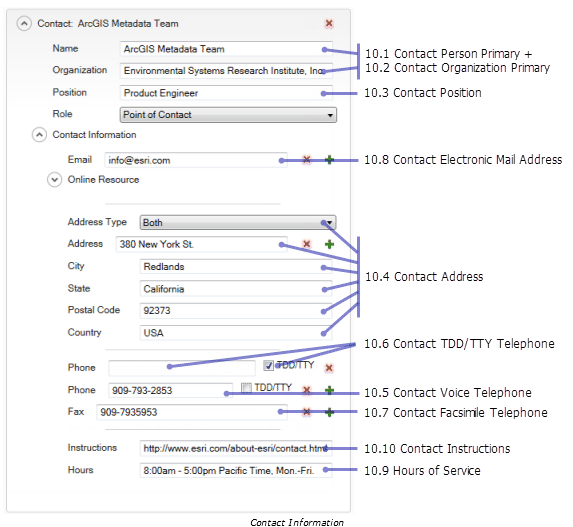 Contact: ArcGIS Metadata Team
Name ArcGIS Metadata Team
10.1 Contact Person Primary +
Organization Environmental Systems Research Institute, Inc.
10.2 Contact Organization Primary
Position Product Engineer
10.3 Contact Position
Role Point of Contact
Contact Information
Email info@esri.com
10.8 Contact Electronic Mail Address
Online Resource
Address Type Both
Address 380 New York St.
City Redlands
10.4 Contact Address
State California
Postal Code 92373
Country USA
10.6 Contact TDD/TTY Telephone
Phone TDD/TTY
Phone 909-793-2853 TDD/TTY
10.5 Contact Voice Telephone
Fax 909-7935953
10.7 Contact Facsimile Telephone
Instructions http://www.esri.com/about-esri/contact.html
10.10 Contact Instructions
Hours 8:00am - 5:00pm Pacific Time, Mon.-Fri.
10.9 Hours of Service
Contact Information